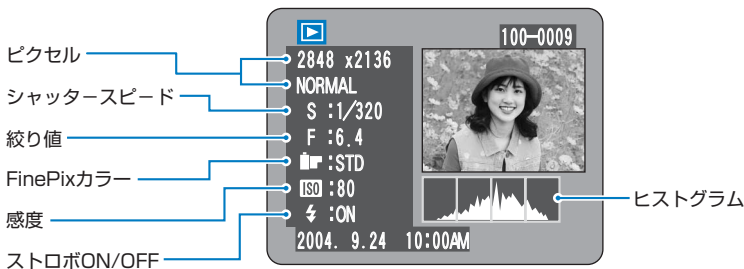 ピクセル
シャッタースピード
絞り値
FinePixカラー
感度
ストロボON/OFF
100-0009
2848 x2136
NORMAL
S :1/320
F :6.4
:STD
ISO :80
:ON
2004. 9.24 10:00AM
ヒストグラム